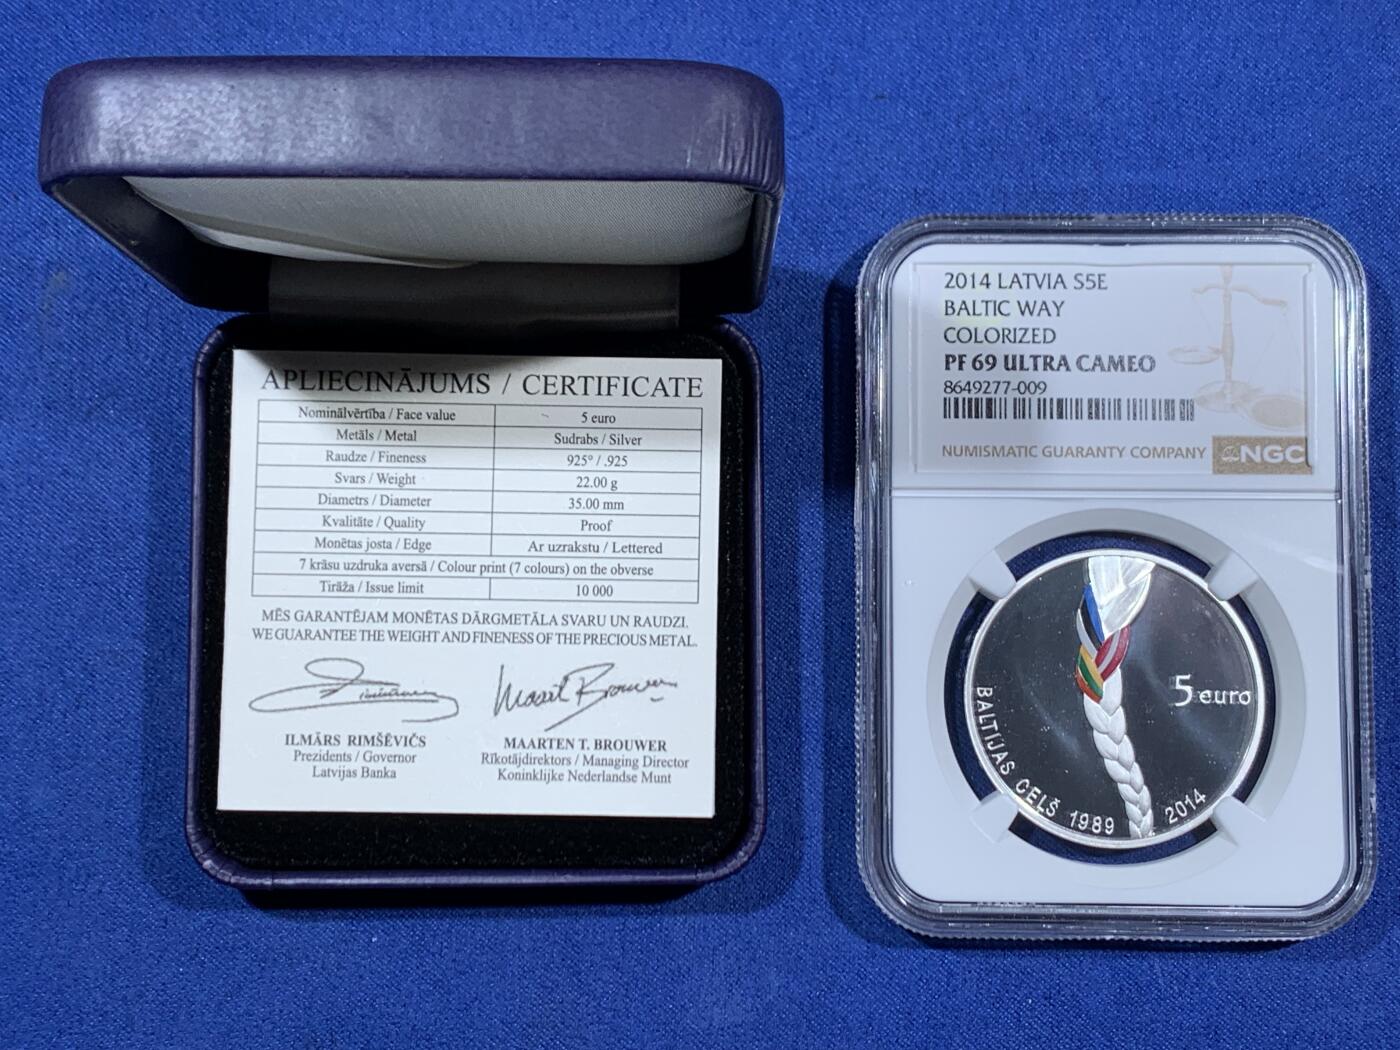 APLIECINĀJUMS / CERTIFICATE
Nominālvērtība / Face value 5 euro
Metāls / Metal Sudrabs / Silver
Raudze / Fineness 925° / .925
Svars / Weight 22.00 g
Diametrs / Diameter 35.00 mm
Kvalitāte / Quality Proof
Monētas josta / Edge Ar uzrakstu / Lettered
7 krāsu uzdruka aversā / Colour print (7 colours) on the obverse
Tirāža / Issue limit 10 000
MĒS GARANTĒJAM MONĒTAS DĀRGMETĀLA SVARU UN RAUDZI.
WE GUARANTEE THE WEIGHT AND FINENESS OF THE PRECIOUS METAL.
Maarten Brouwer
ILMĀRS RIMŠĒVIČS
Prezidents / Governor
Latvijas Banka
MAARTEN T. BROUWER
Rīkotājdirektors / Managing Director
Koninklijke Nederlandse Munt
2014 LATVIA S5E
BALTIC WAY
COLORIZED
PF 69 ULTRA CAMEO
8649277-009
NUMISMATIC GUARANTY COMPANY NGC
5 euro
BALTIJAS CEĻŠ 1989 2014